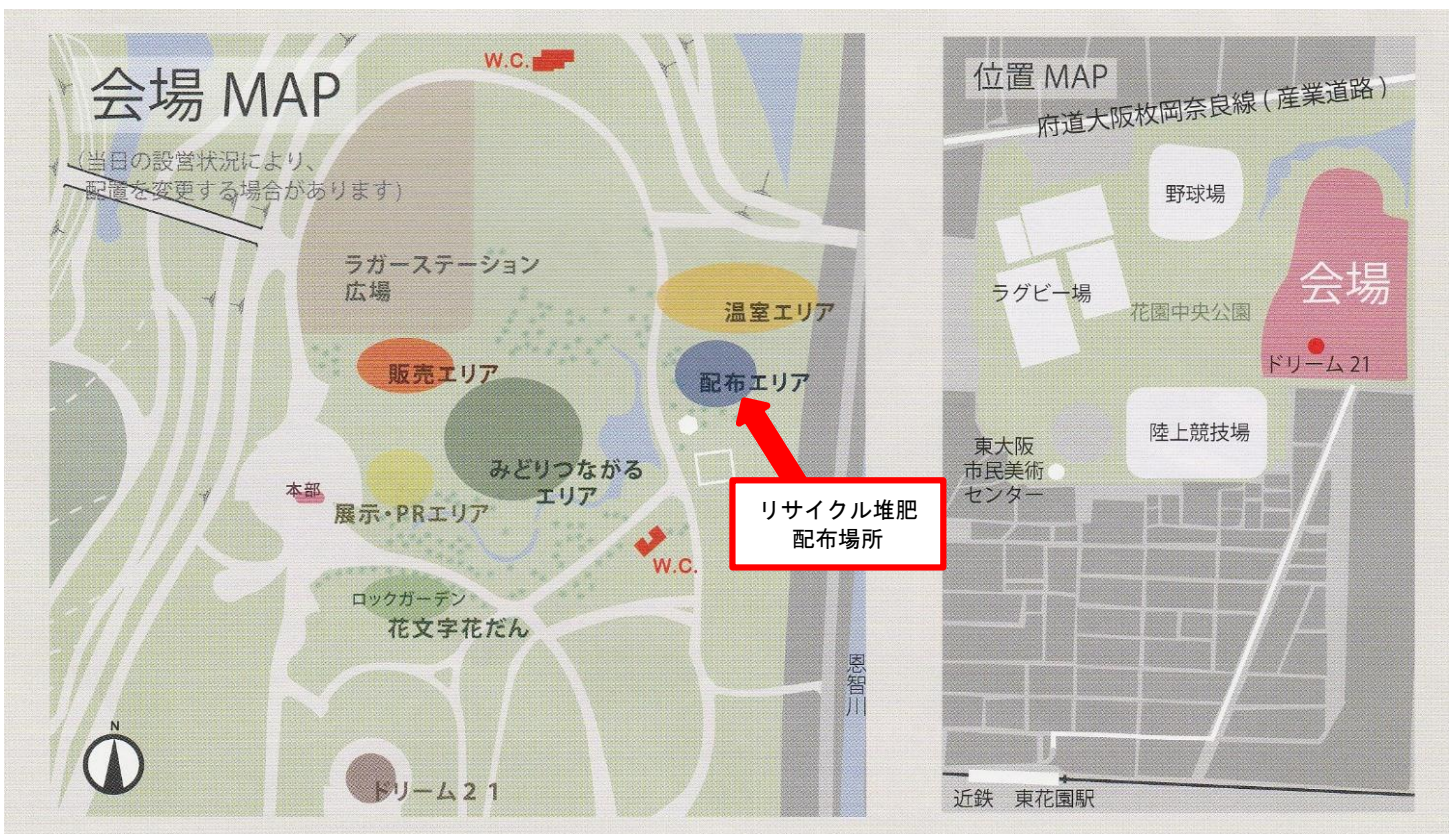 会場 MAP
（当日の設営状況により、
配置を変更する場合があります）
W.C.
ラガーステーション
広場
温室エリア
販売エリア
配布エリア
みどりつながる
エリア
本部
展示・PRエリア
リサイクル堆肥
配布場所
W.C.
ロックガーデン
花文字花だん
恩智川
N
ドリーム２１
位置 MAP
府道大阪枚岡奈良線（産業道路）
野球場
会場
ラグビー場
花園中央公園
ドリーム 21
陸上競技場
東大阪
市民美術
センター
近鉄　東花園駅